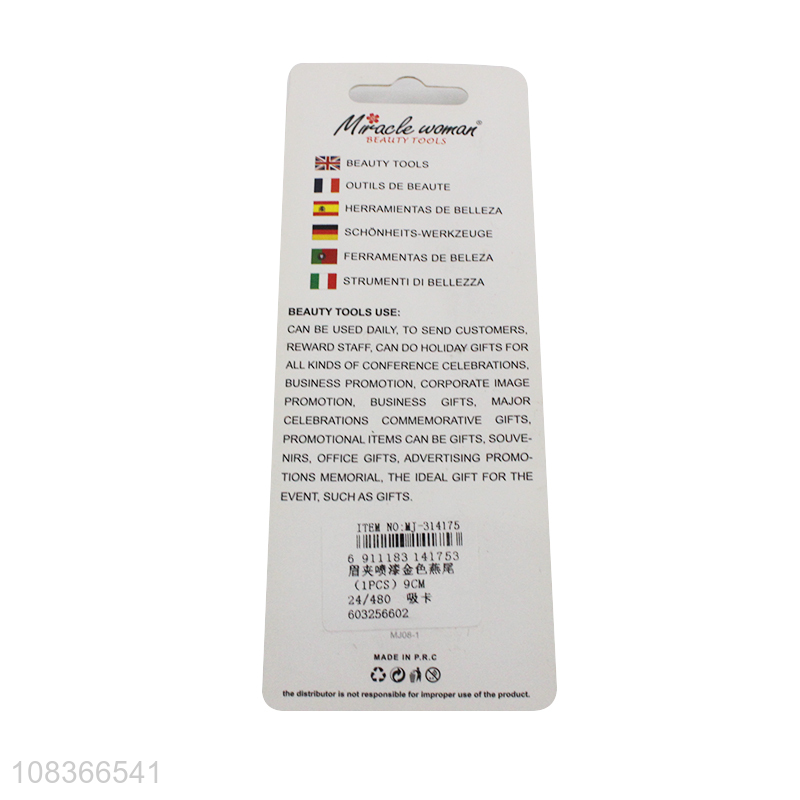 Miracle woman®
BEAUTY TOOLS
BEAUTY TOOLS
OUTILS DE BEAUTE
HERRAMIENTAS DE BELLEZA
SCHÖNHEITS-WERKZEUGE
FERRAMENTAS DE BELEZA
STRUMENTI DI BELLEZZA
BEAUTY TOOLS USE:
CAN BE USED DAILY, TO SEND CUSTOMERS,
REWARD STAFF, CAN DO HOLIDAY GIFTS FOR
ALL KINDS OF CONFERENCE CELEBRATIONS,
BUSINESS PROMOTION, CORPORATE IMAGE
PROMOTION, BUSINESS GIFTS, MAJOR
CELEBRATIONS COMMEMORATIVE GIFTS,
PROMOTIONAL ITEMS CAN BE GIFTS, SOUVE-
NIRS, OFFICE GIFTS, ADVERTISING PROMO-
TIONS MEMORIAL, THE IDEAL GIFT FOR THE
EVENT, SUCH AS GIFTS.
ITEM NO:MJ-314175
6 911183 141753
眉夹喷漆金色燕尾
(1PCS) 9CM
24/480 吸卡
603256602
MJ08-1
MADE IN P.R.C
the distributor is not responsible for improper use of the product.
108366541